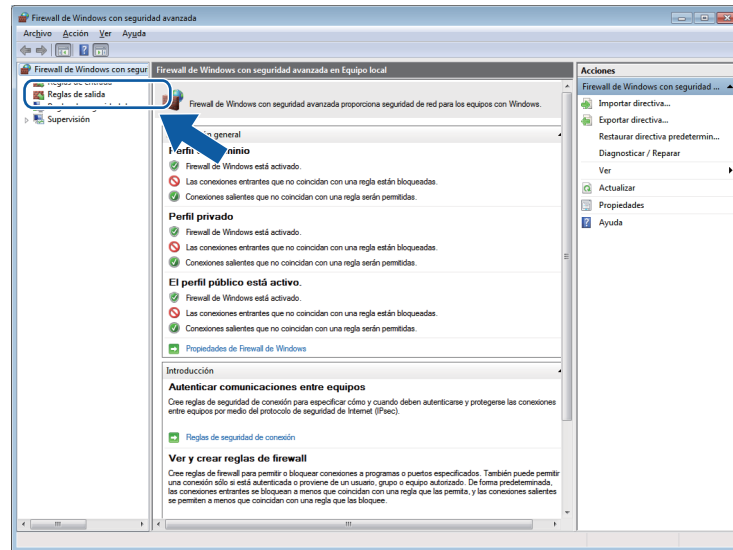 Firewall de Windows con seguridad avanzada
Archivo Acción Ver Ayuda
Firewall de Windows con segur
Reglas de entrada
Reglas de salida
Supervisión
Firewall de Windows con seguridad avanzada en Equipo local
Firewall de Windows con seguridad avanzada proporciona seguridad de red para los equipos con Windows.
general
Firewall de Windows está activado.
Las conexiones entrantes que no coincidan con una regla están bloqueadas.
Conexiones salientes que no coincidan con una regla serán permitidas.
Perfil privado
Firewall de Windows está activado.
Las conexiones entrantes que no coincidan con una regla están bloqueadas.
Conexiones salientes que no coincidan con una regla serán permitidas.
El perfil público está activo.
Firewall de Windows está activado.
Las conexiones entrantes que no coincidan con una regla están bloqueadas.
Conexiones salientes que no coincidan con una regla serán permitidas.
Propiedades de Firewall de Windows
Introducción
Autenticar comunicaciones entre equipos
Cree reglas de seguridad de conexión para especificar cómo y cuando deben autenticarse y protegerse las conexiones
entre equipos por medio del protocolo de seguridad de Internet (IPsec).
Reglas de seguridad de conexión
Ver y crear reglas de firewall
Cree reglas de firewall para permitir o bloquear conexiones a programas o puertos especificados. También puede permitir
una conexión sólo si está autenticada o proviene de un usuario, grupo o equipo autorizado. De forma predeterminada,
las conexiones entrantes se bloquean a menos que coincidan con una regla que las permita, y las conexiones salientes
se permiten a menos que coincidan con una regla que las bloquee.
Acciones
Firewall de Windows con seguridad ...
Importar directiva...
Exportar directiva...
Restaurar directiva predetermin...
Diagnosticar / Reparar
Ver
Actualizar
Propiedades
Ayuda